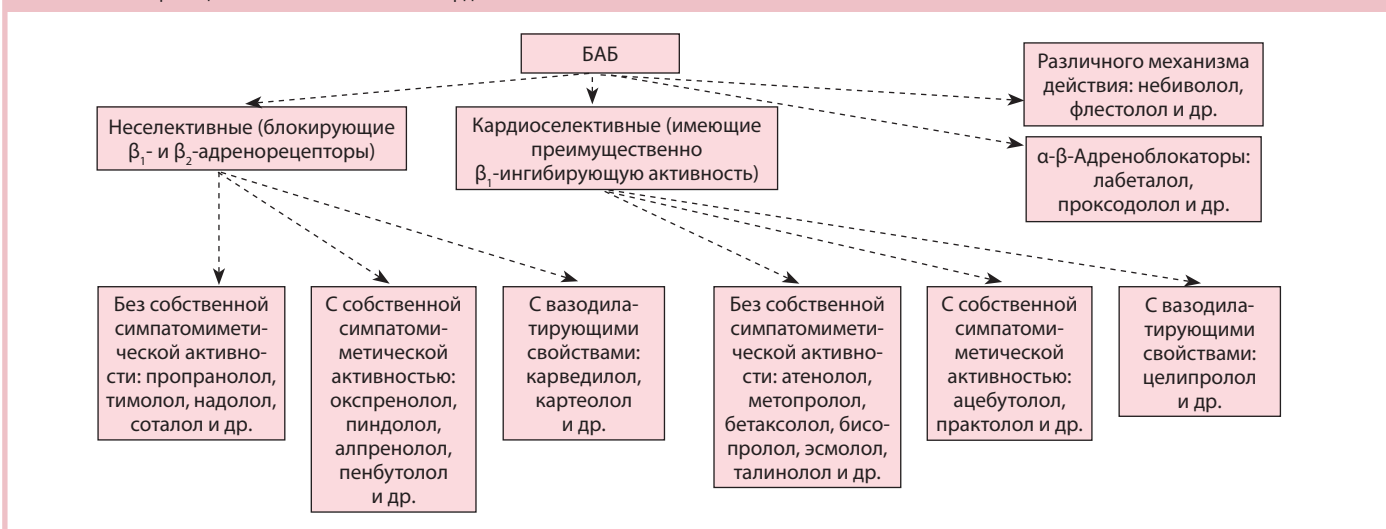 БАБ
Различного механизма
действия: небиволол,
флестолол и др.
Неселективные (блокирующие
β₁- и β₂-адренорецепторы)
Кардиоселективные (имеющие
преимущественно
β₁-ингибирующую активность)
α-β-Адреноблокаторы:
лабеталол,
проксодолол и др.
Без собственной
симпатомимети-
ческой активно-
сти: пропранолол,
тимолол, надолол,
соталол и др.
С собственной
симпатоми-
метической
активностью:
окспренолол,
пиндолол,
алпренолол,
пенбутолол
и др.
С вазодила-
тирующими
свойствами:
карведилол,
картеолол
и др.
Без собственной
симпатомимети-
ческой активно-
сти: атенолол,
метопролол,
бетаксолол, бисо-
пролол, эсмолол,
талинолол и др.
С собственной
симпатоми-
метической
активностью:
ацебутолол,
практолол и др.
С вазодила-
тирующими
свойствами:
целипролол
и др.